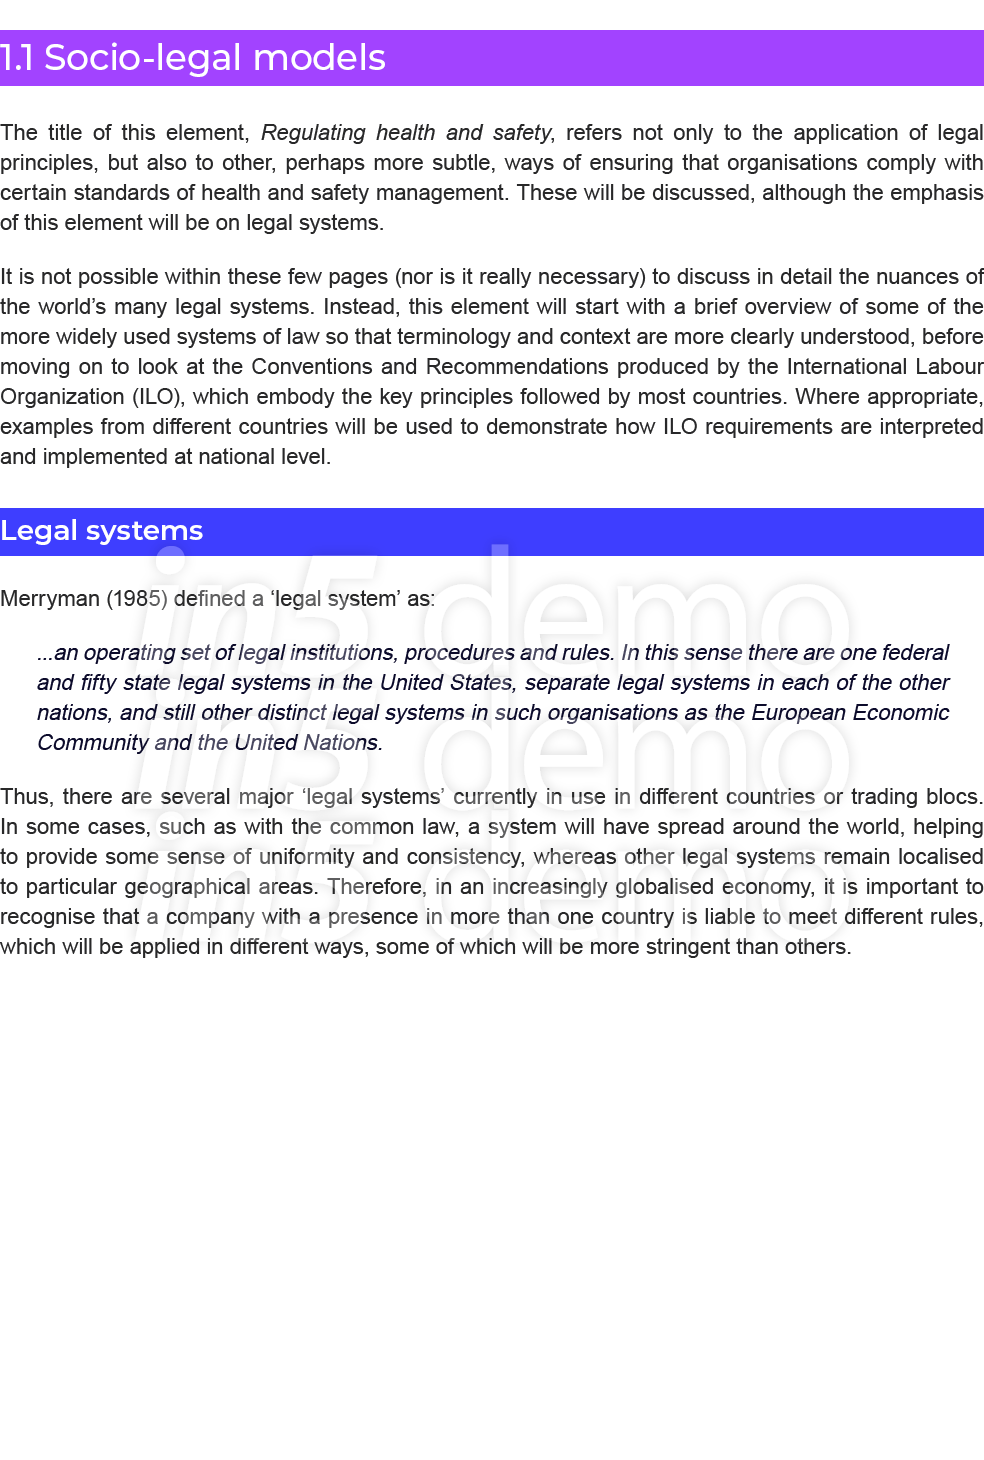 1.1 Socio-legal models
The title of this element, Regulating health and safety, refers not only to the application of legal
principles, but also to other, perhaps more subtle, ways of ensuring that organisations comply with
certain standards of health and safety management. These will be discussed, although the emphasis
of this element will be on legal systems.
It is not possible within these few pages (nor is it really necessary) to discuss in detail the nuances of
the world’s many legal systems. Instead, this element will start with a brief overview of some of the
more widely used systems of law so that terminology and context are more clearly understood, before
moving on to look at the Conventions and Recommendations produced by the International Labour
Organization (ILO), which embody the key principles followed by most countries. Where appropriate,
examples from different countries will be used to demonstrate how ILO requirements are interpreted
and implemented at national level.
Legal systems
Merryman (1985) defined a ‘legal system’ as:
...an operating set of legal institutions, procedures and rules. In this sense there are one federal
and fifty state legal systems in the United States, separate legal systems in each of the other
nations, and still other distinct legal systems in such organisations as the European Economic
Community and the United Nations.
Thus, there are several major ‘legal systems’ currently in use in different countries or trading blocs.
In some cases, such as with the common law, a system will have spread around the world, helping
to provide some sense of uniformity and consistency, whereas other legal systems remain localised
to particular geographical areas. Therefore, in an increasingly globalised economy, it is important to
recognise that a company with a presence in more than one country is liable to meet different rules,
which will be applied in different ways, some of which will be more stringent than others.
in5 demo
in5 demo
in5 demo